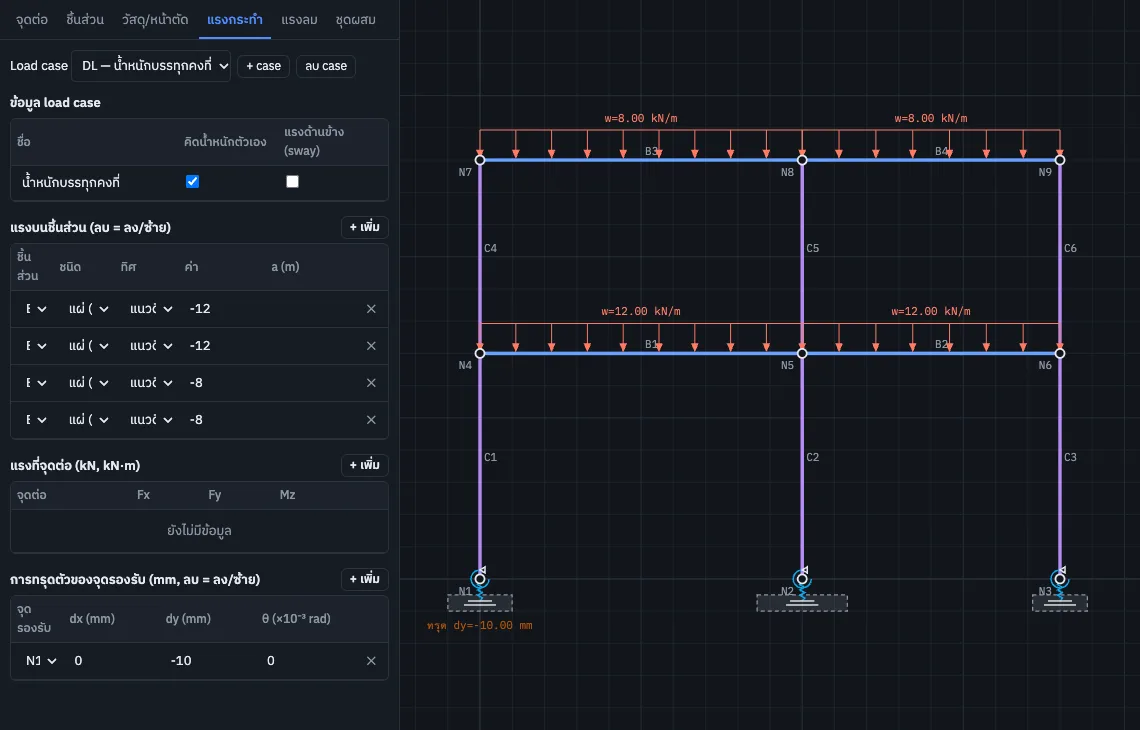 จุดต่อ ชิ้นส่วน วัสดุ/หน้าตัด แรงกระทำ แรงลม ชุดผสม
Load case DL — น้ำหนักบรรทุกคงที่ + case ลบ case
ข้อมูล load case
ชื่อ คิดน้ำหนักตัวเอง แรงด้านข้าง (sway)
น้ำหนักบรรทุกคงที่
แรงบนชิ้นส่วน (ลบ = ลง/ซ้าย) + เพิ่ม
ชิ้นส่วน ชนิด ทิศ ค่า a (m)
แผ่ ( -12
แผ่ ( -12
แผ่ ( -8
แผ่ ( -8
แรงที่จุดต่อ (kN, kN·m) + เพิ่ม
จุดต่อ Fx Fy Mz
ยังไม่มีข้อมูล
การทรุดตัวของจุดรองรับ (mm, ลบ = ลง/ซ้าย) + เพิ่ม
จุดรองรับ dx (mm) dy (mm) θ (×10⁻³ rad)
N1 0 -10 0
w=8.00 kN/m w=8.00 kN/m
B3 B4
N7 N8 N9
C4 C5 C6
w=12.00 kN/m w=12.00 kN/m
B1 B2
N4 N5 N6
C1 C2 C3
N1 N2 N3
ทรุด dy=-10.00 mm